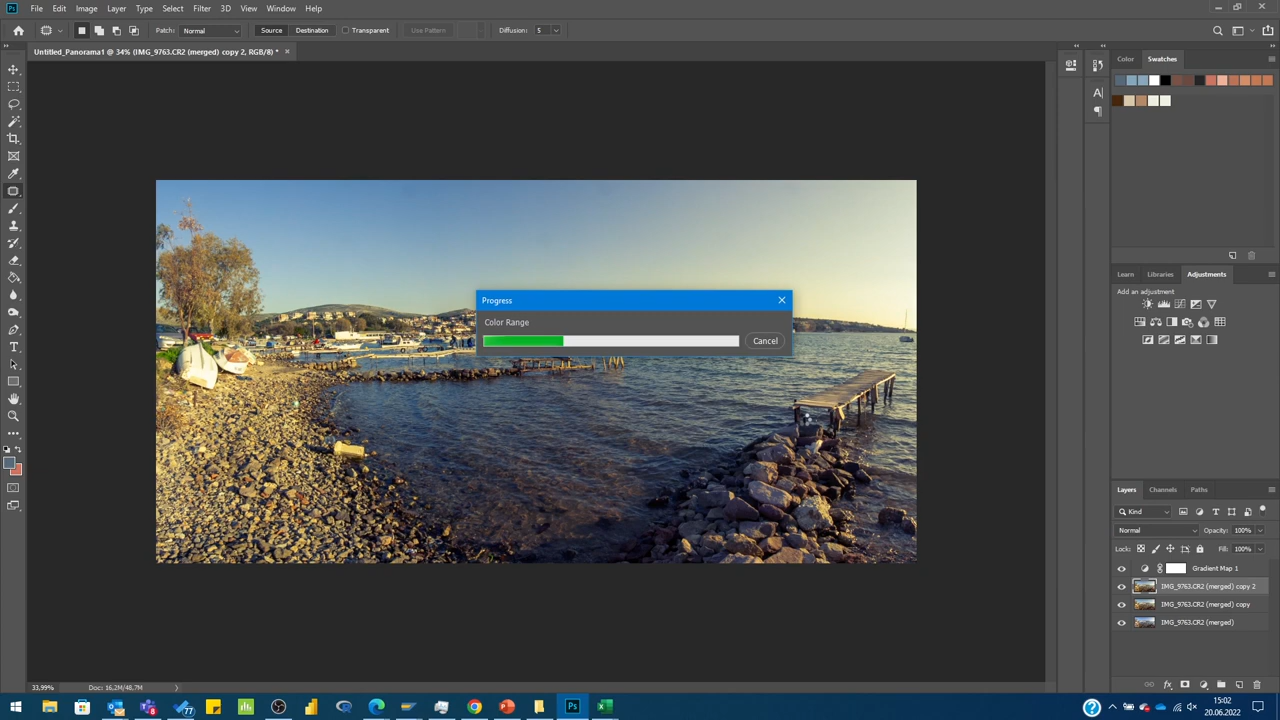 Ps File Edit Image Layer Type Select Filter 3D View Window Help
Patch: Normal Source Destination Transparent Use Pattern Diffusion: 5
Untitled_Panorama1 @ 34% (IMG_9763.CR2 (merged) copy 2, RGB/8) * ×
Color Swatches
Learn Libraries Adjustments
Add an adjustment
Progress
Color Range
Cancel
Layers Channels Paths
Kind
Normal Opacity: 100%
Lock: Fill: 100%
Gradient Map 1
IMG_9763.CR2 (merged) copy 2
IMG_9763.CR2 (merged) copy
IMG_9763.CR2 (merged)
33,99% Doc: 16,2M/48,7M
77
Ps
15:02
20.06.2022